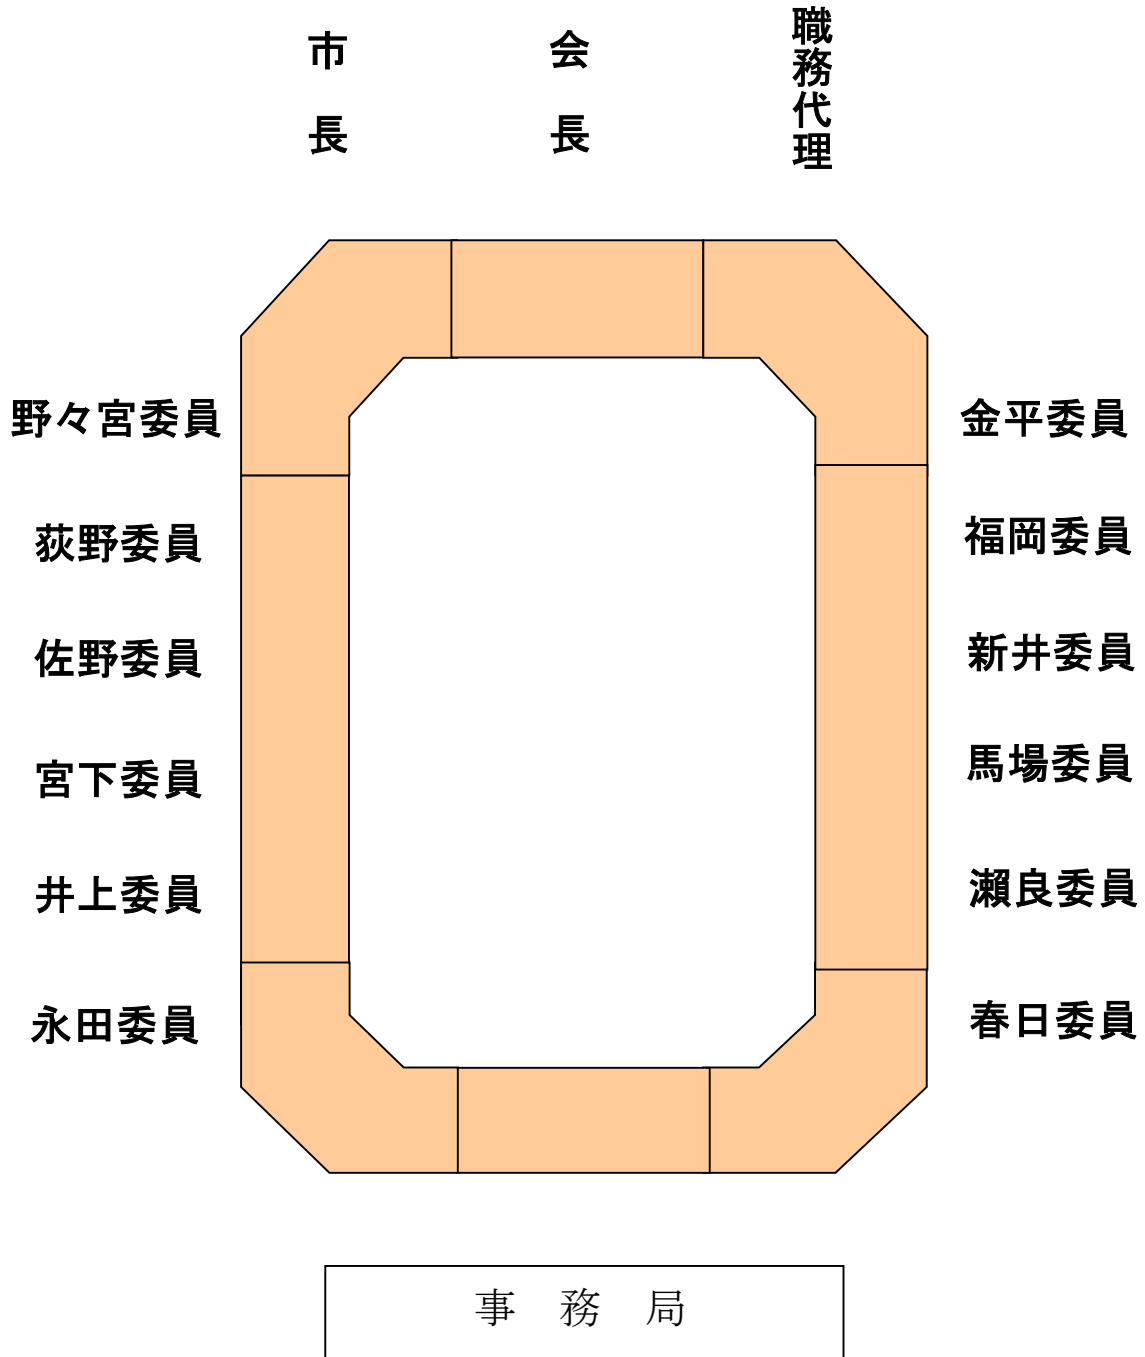 市長
会長
職務代理
野々宮委員
金平委員
荻野委員
福岡委員
佐野委員
新井委員
宮下委員
馬場委員
井上委員
瀬良委員
永田委員
春日委員
事　務　局